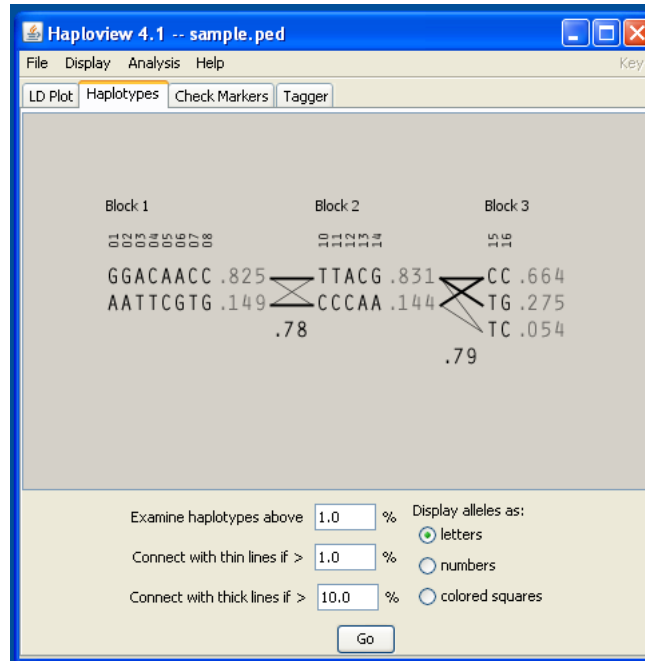 Haploview 4.1 -- sample.ped
File Display Analysis Help Key
LD Plot Haplotypes Check Markers Tagger
Block 1 Block 2 Block 3
01 02 03 04 05 06 07 08 10 11 12 13 14 15 16
GGACAACC .825 TTACG .831 CC .664
AATTCGTG .149 CCCAA .144 TG .275
.78 TC .054
.79
Examine haplotypes above 1.0 % Display alleles as:
letters
Connect with thin lines if > 1.0 % numbers
Connect with thick lines if > 10.0 % colored squares
Go